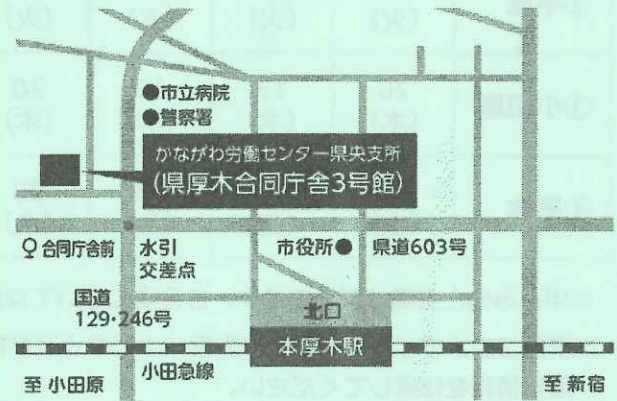 ●市立病院
●警察署
かながわ労働センター県央支所
(県厚木合同庁舎3号館)
合同庁舎前
水引
交差点
市役所●
県道603号
国道
129・246号
北口
本厚木駅
小田急線
至 小田原
至 新宿